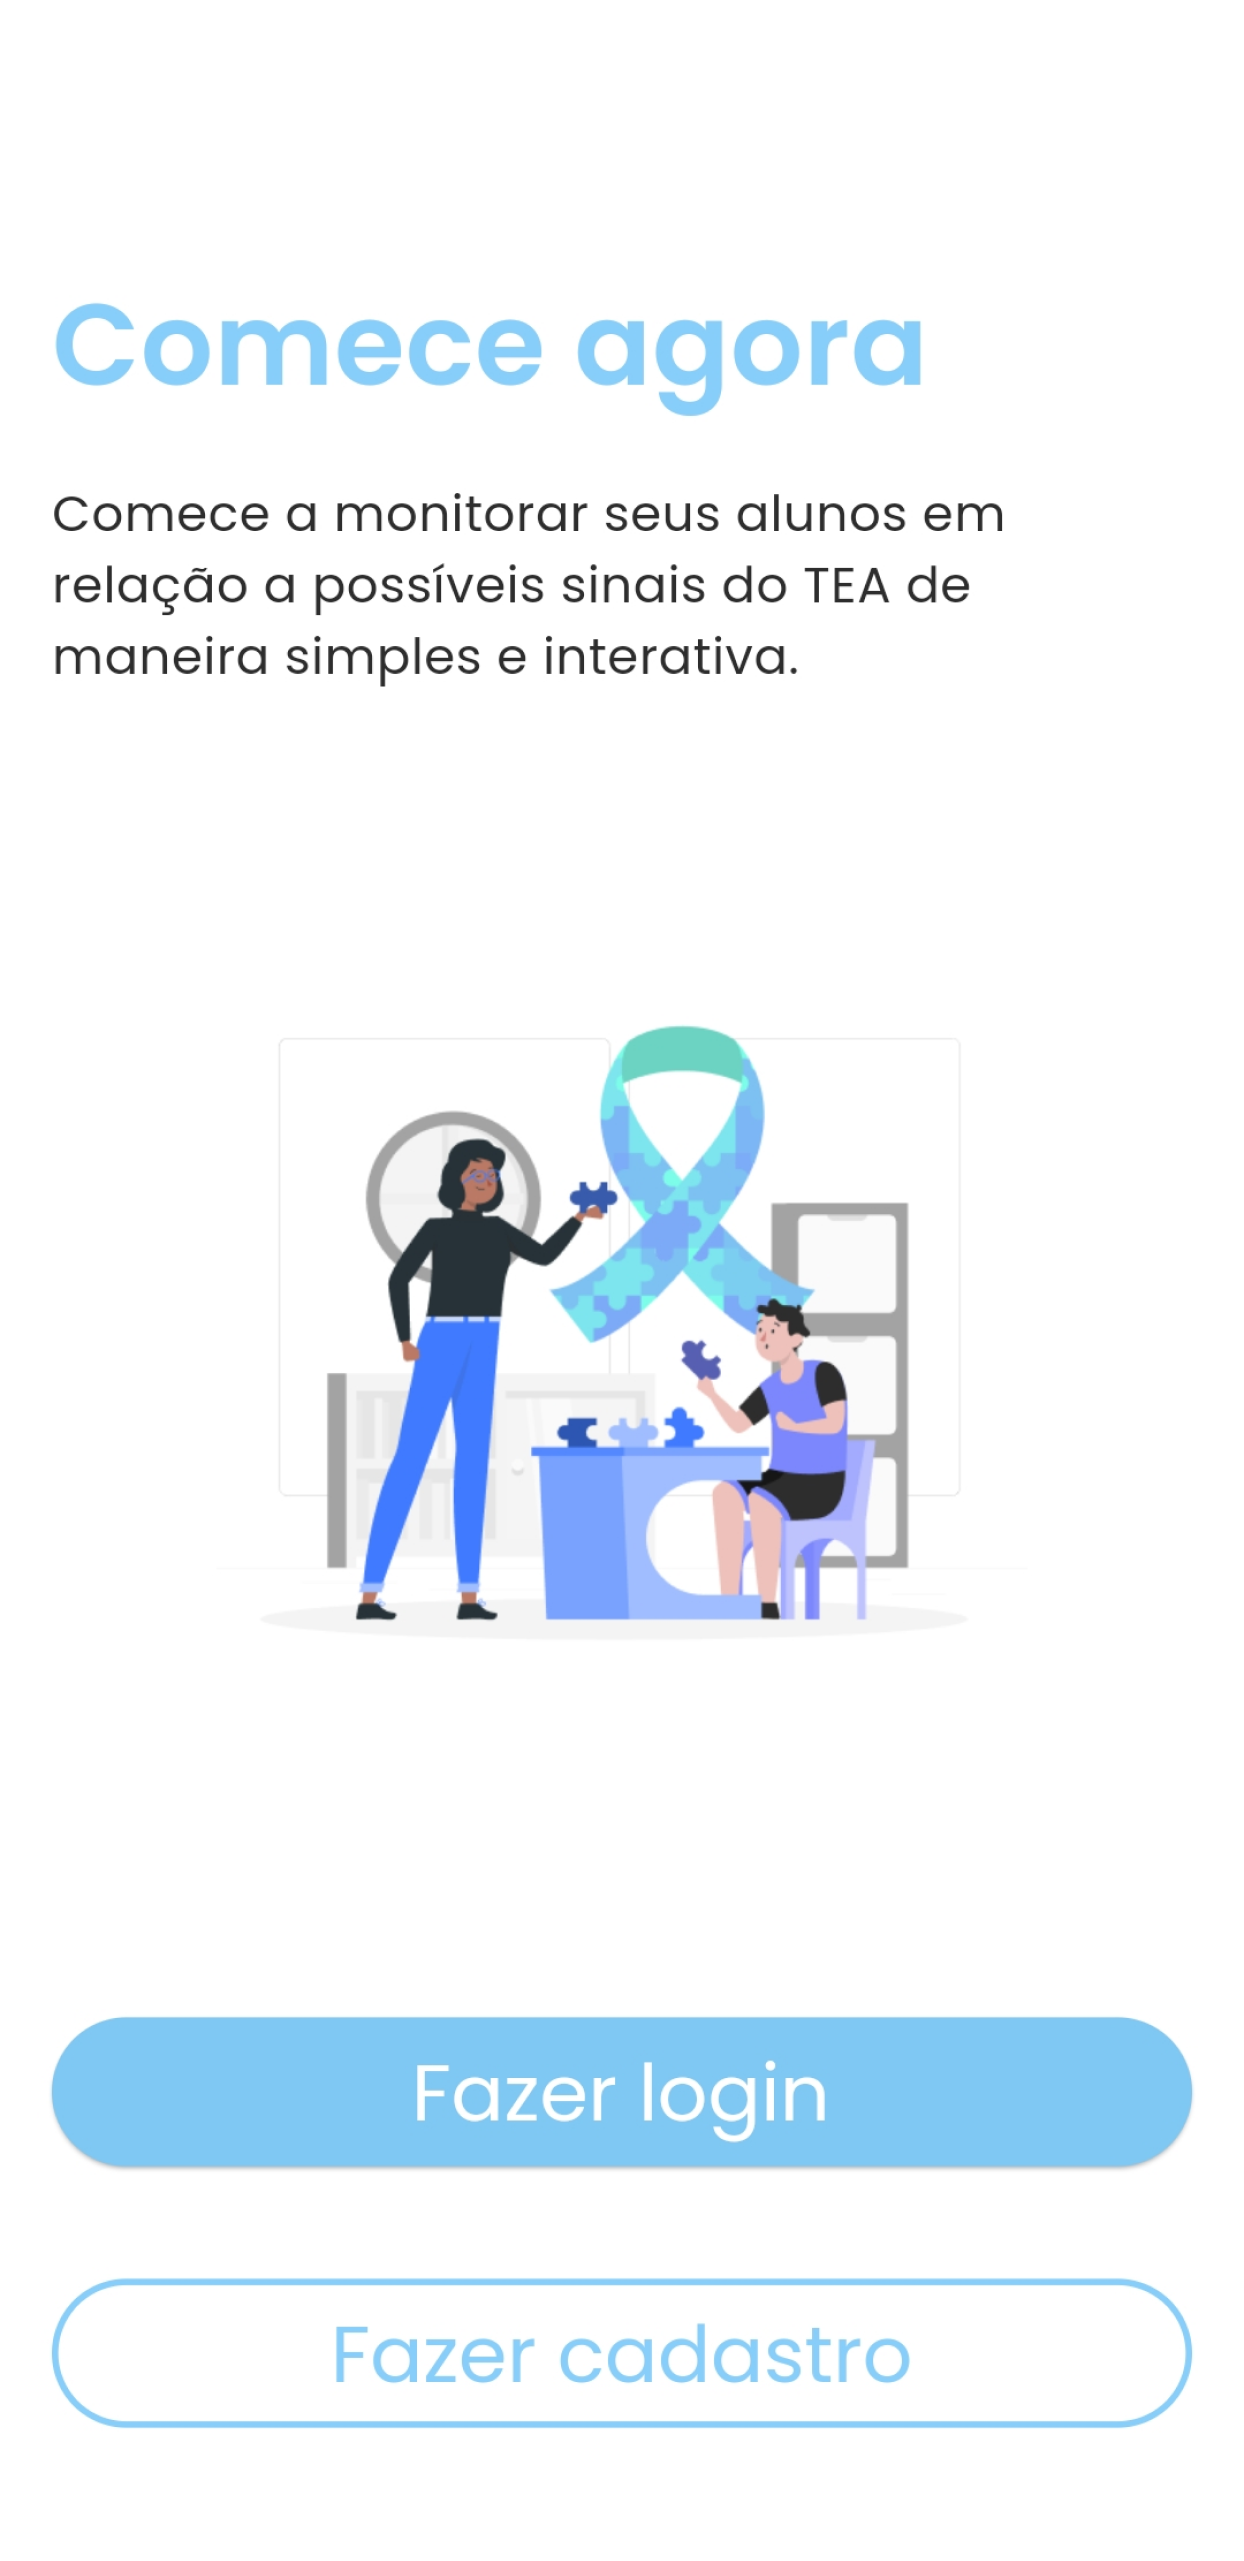 Comece agora
Comece a monitorar seus alunos em
relação a possíveis sinais do TEA de
maneira simples e interativa.
Fazer login
Fazer cadastro